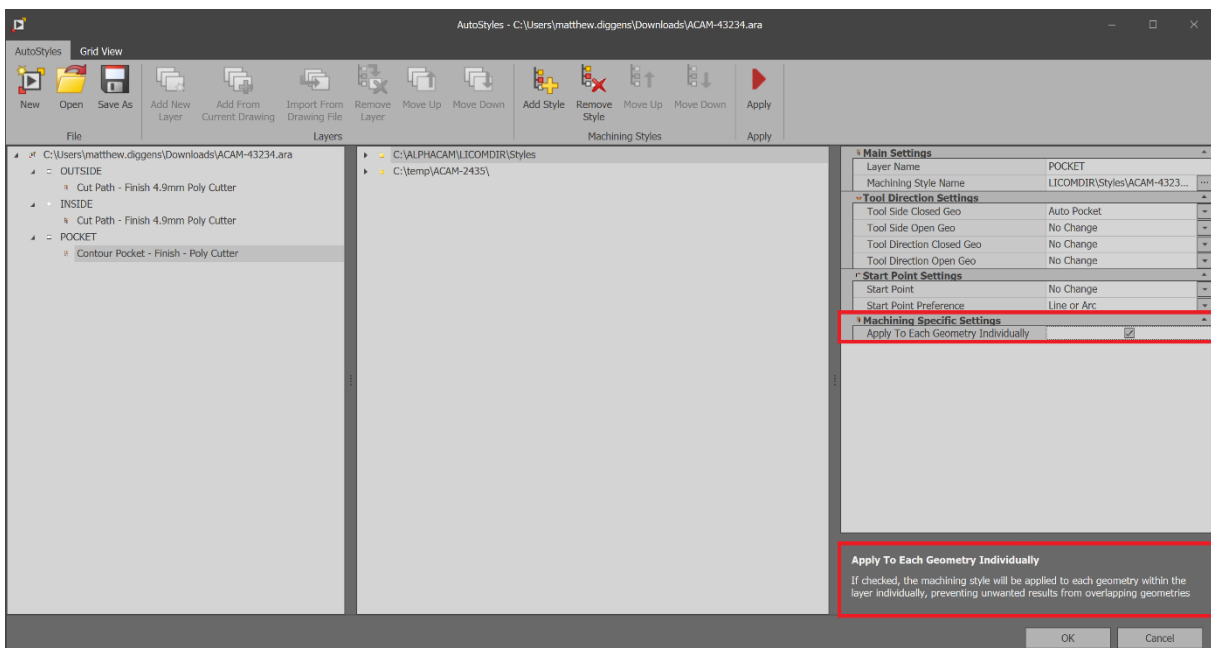 AutoStyles - C:\Users\matthew.diggens\Downloads\ACAM-43234.ara
AutoStyles Grid View
New Open Save As Add New Layer Add From Current Drawing Import From Drawing File Remove Layer Move Up Move Down Add Style Remove Style Move Up Move Down Apply
File Layers Machining Styles Apply
C:\Users\matthew.diggens\Downloads\ACAM-43234.ara
OUTSIDE
Cut Path - Finish 4.9mm Poly Cutter
INSIDE
Cut Path - Finish 4.9mm Poly Cutter
POCKET
Contour Pocket - Finish - Poly Cutter
C:\ALPHACAM\LICOMDIR\Styles
C:\temp\ACAM-2435\
Main Settings
Layer Name POCKET
Machining Style Name LICOMDIR\Styles\ACAM-4323... ...
Tool Direction Settings
Tool Side Closed Geo Auto Pocket
Tool Side Open Geo No Change
Tool Direction Closed Geo No Change
Tool Direction Open Geo No Change
Start Point Settings
Start Point No Change
Start Point Preference Line or Arc
Machining Specific Settings
Apply To Each Geometry Individually
Apply To Each Geometry Individually
If checked, the machining style will be applied to each geometry within the
layer individually, preventing unwanted results from overlapping geometries
OK Cancel